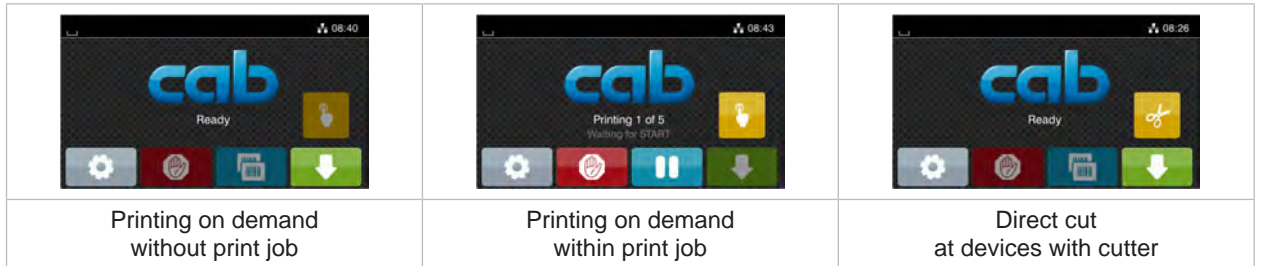 08:40
cab
Ready
Printing on demand
without print job
08:43
cab
Printing 1 of 5
Waiting for START
Printing on demand
within print job
08:26
cab
Ready
Direct cut
at devices with cutter